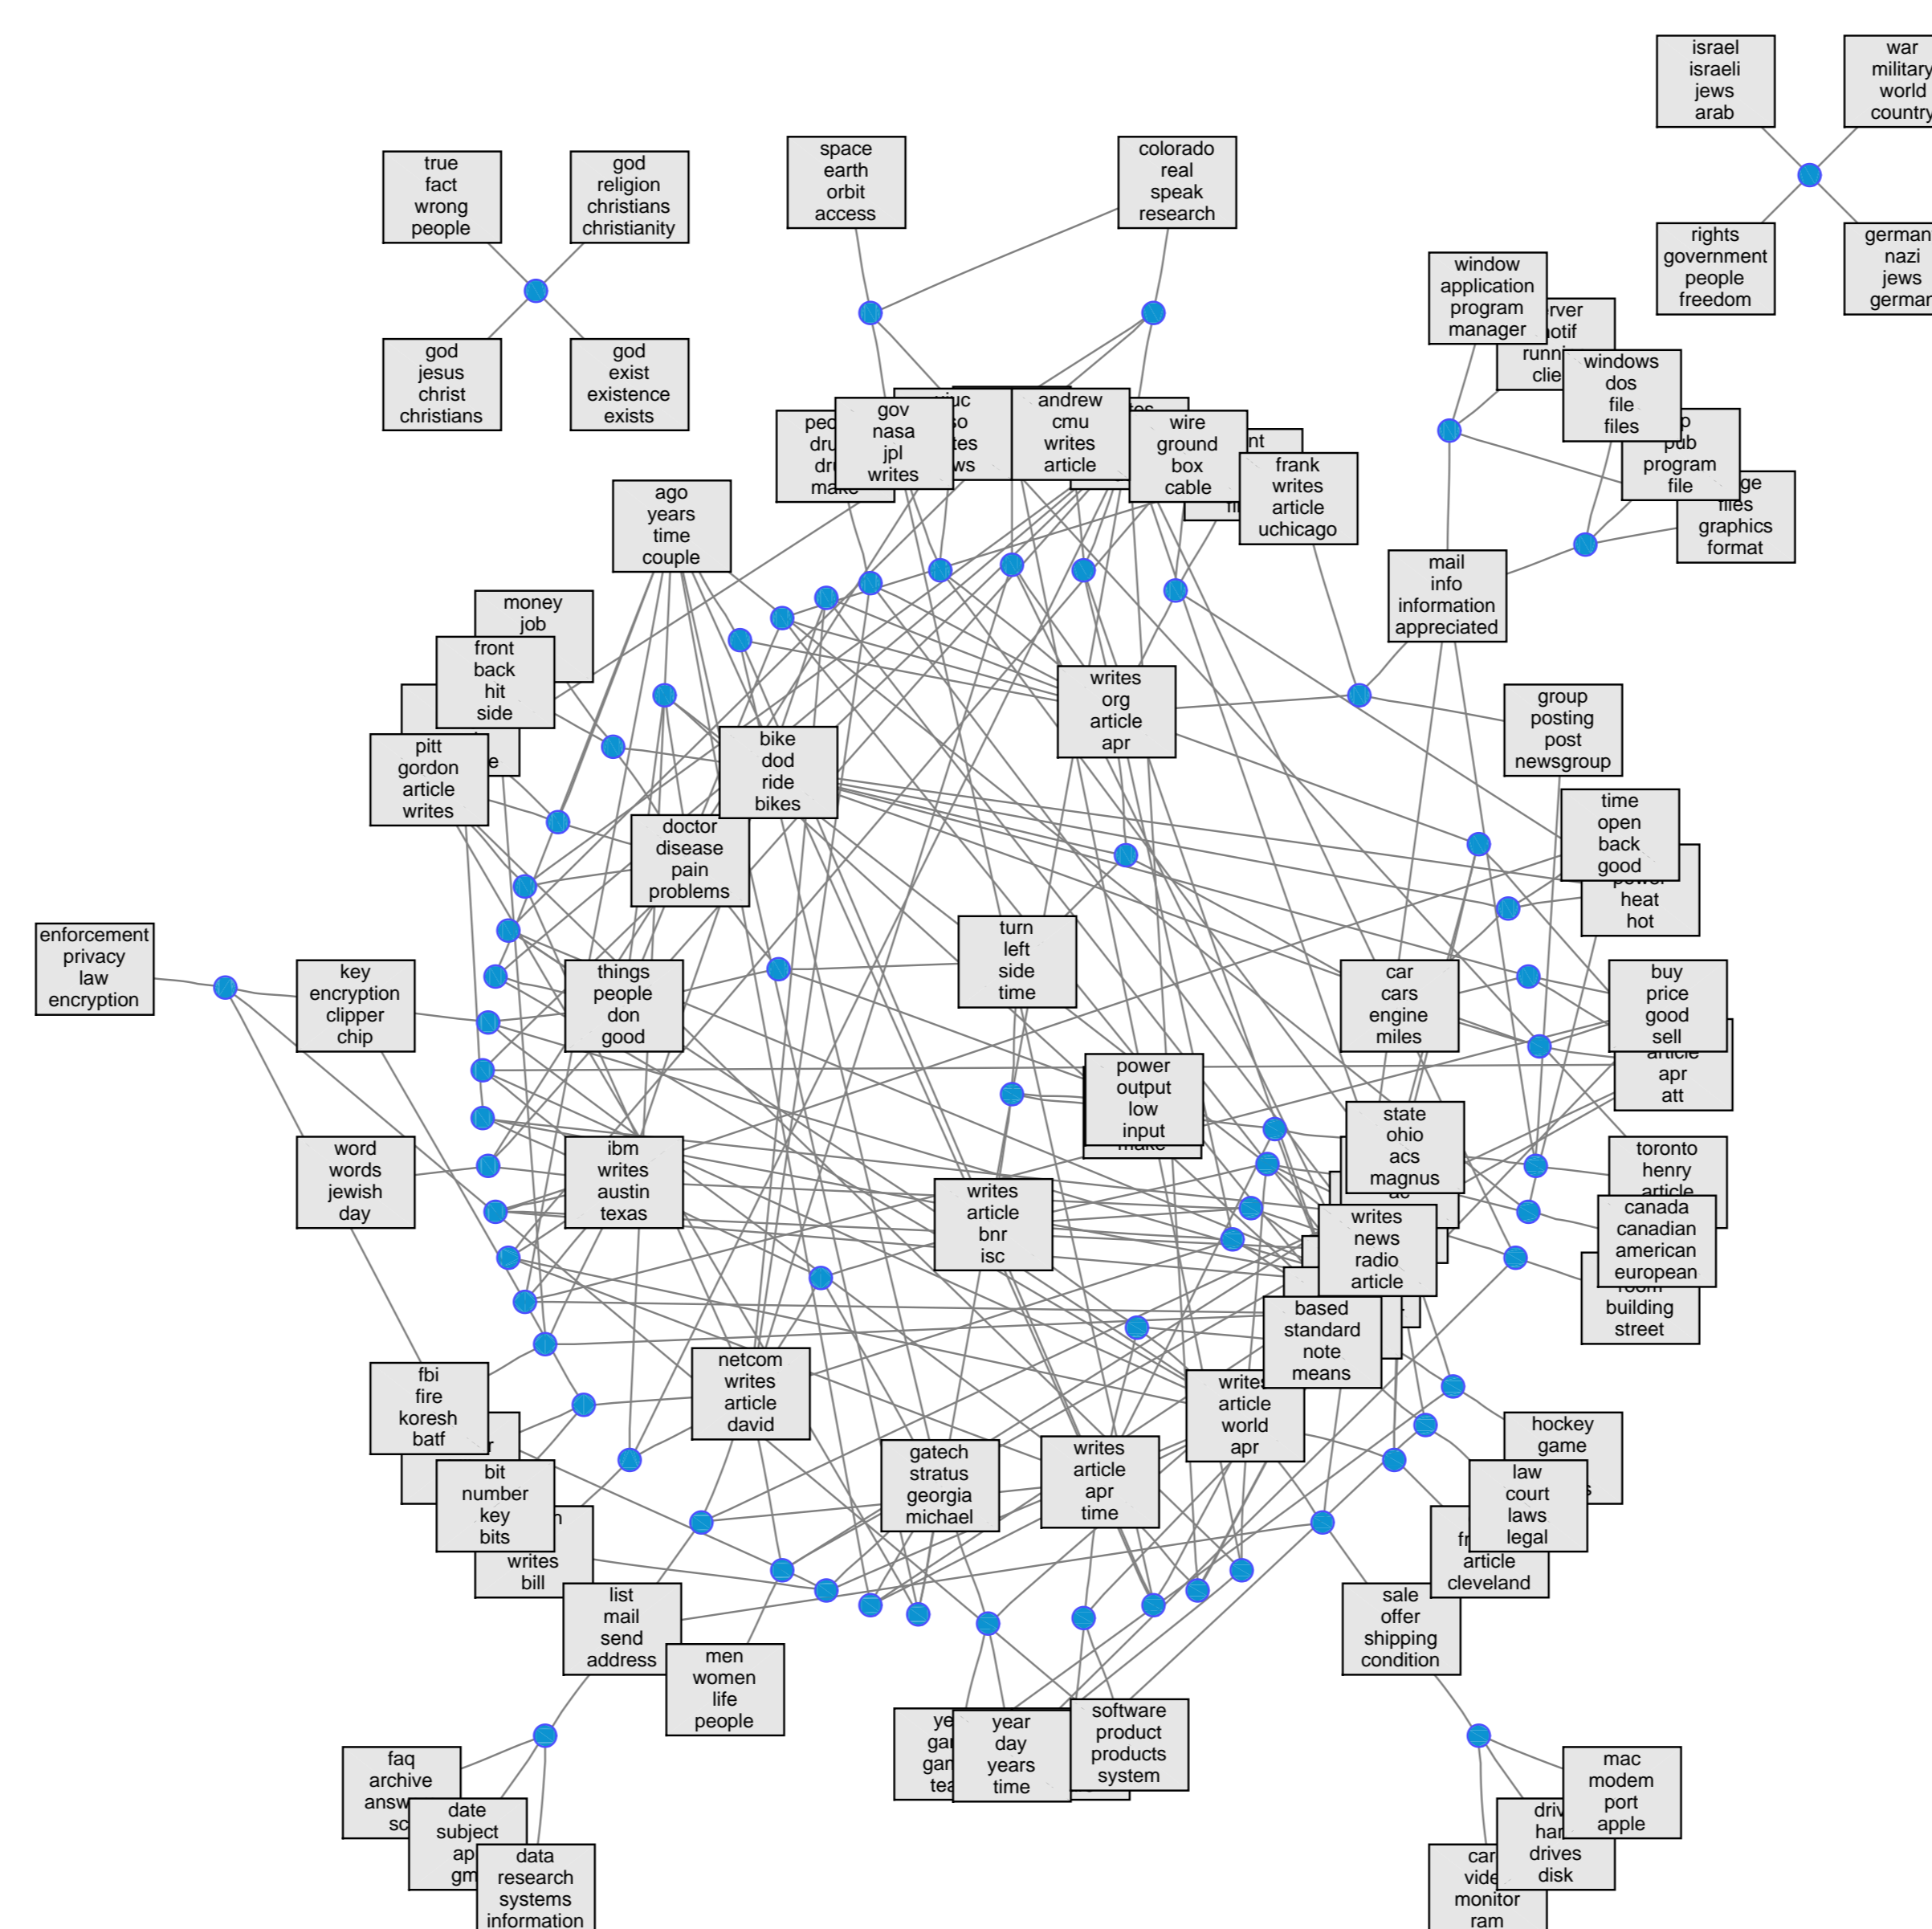 israel
israeli
jews
arab
war
military
world
country
true
fact
wrong
people
god
religion
christians
christianity
space
earth
orbit
access
colorado
real
speak
research
rights
government
people
freedom
nazi
jews
window
application
program
manager
god
jesus
christ
christians
god
exist
existence
exists
windows
dos
file
files
gov
nasa
jpl
writes
andrew
cmu
writes
article
wire
ground
box
cable
frank
writes
article
uchicago
pub
program
file
files
graphics
format
ago
years
time
couple
mail
info
information
appreciated
money
job
front
back
hit
side
pitt
gordon
article
writes
writes
org
article
apr
group
posting
post
newsgroup
bike
dod
ride
bikes
time
open
back
good
power
heat
hot
doctor
disease
pain
problems
enforcement
privacy
law
encryption
key
encryption
clipper
chip
things
people
don
good
turn
left
side
time
car
cars
engine
miles
buy
price
good
sell
article
apr
att
power
output
low
input
make
state
ohio
acs
magnus
word
words
jewish
day
ibm
writes
austin
texas
toronto
henry
article
canada
canadian
american
european
room
building
street
writes
article
bnr
isc
writes
news
radio
article
based
standard
note
means
fbi
fire
koresh
batf
netcom
writes
article
david
writes
article
world
apr
bit
number
key
bits
writes
bill
gatech
stratus
georgia
michael
writes
article
apr
time
hockey
game
law
court
laws
legal
article
cleveland
list
mail
send
address
sale
offer
shipping
condition
men
women
life
people
year
day
years
time
software
product
products
system
faq
archive
date
subject
data
research
systems
information
mac
modem
port
apple
drives
disk
monitor
ram